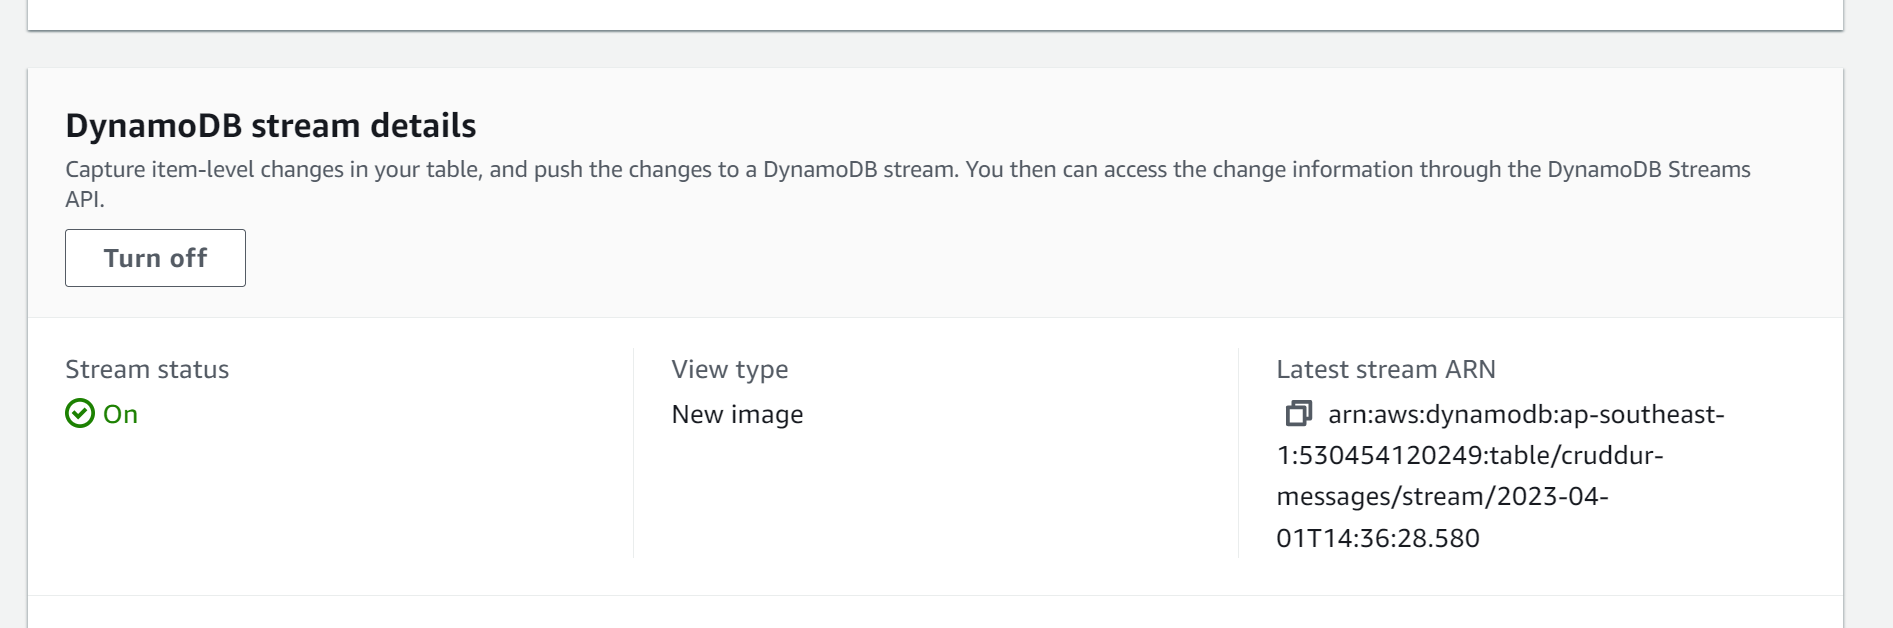 DynamoDB stream details
Capture item-level changes in your table, and push the changes to a DynamoDB stream. You then can access the change information through the DynamoDB Streams
API.
Turn off
Stream status
On
View type
New image
Latest stream ARN
arn:aws:dynamodb:ap-southeast-
1:530454120249:table/cruddur-
messages/stream/2023-04-
01T14:36:28.580